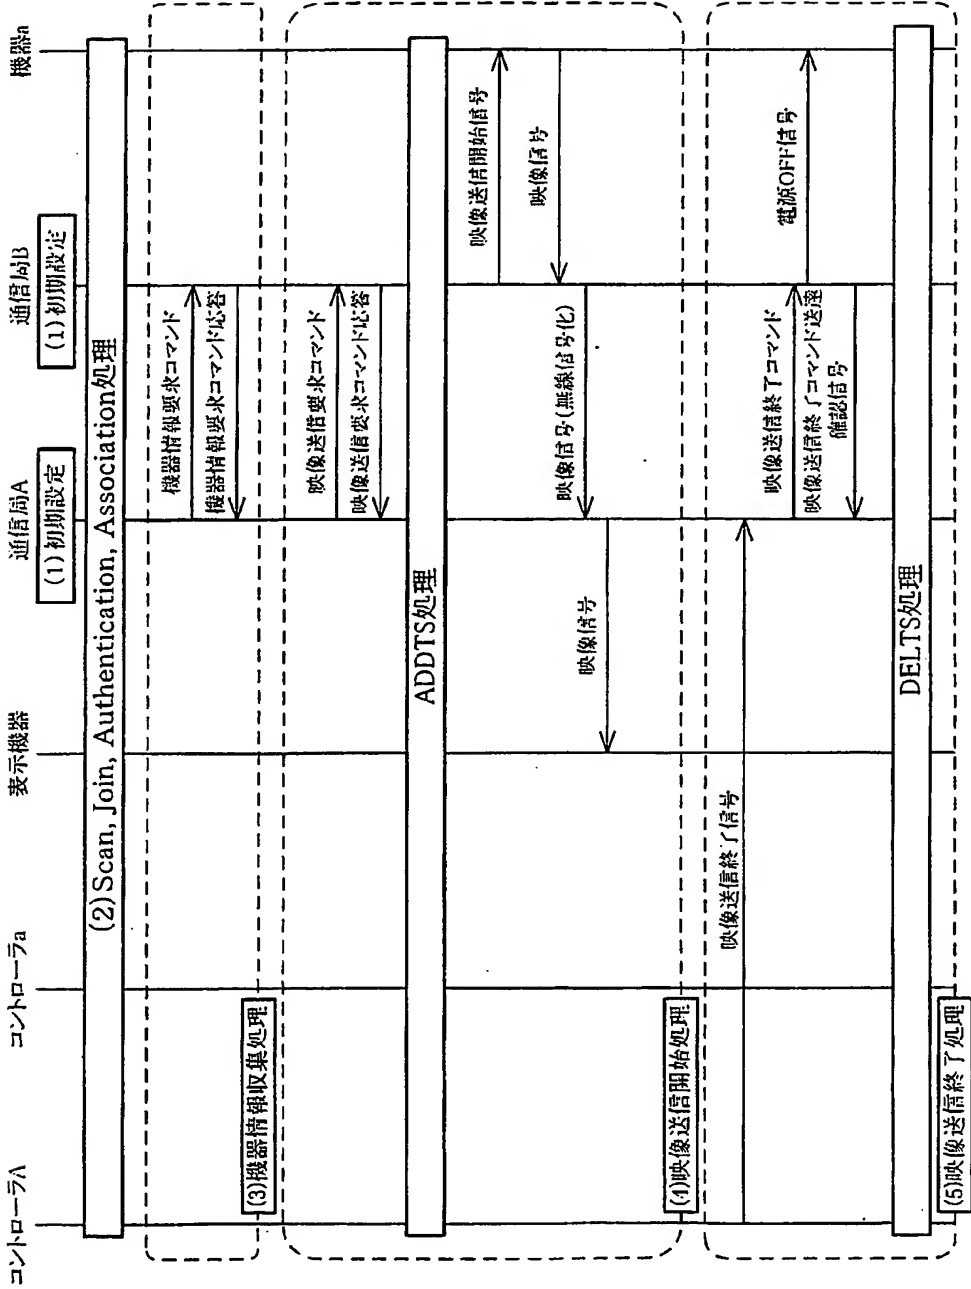 コントローラA
コントローラa
表示機器
通信局A
通信局B
機器a
(1)初期設定
(1)初期設定
(2)Scan, Join, Authentication, Association処理
機器情報要求コマンド
機器情報要求コマンド応答
(3)機器情報収集処理
映像送信要求コマンド
映像送信要求コマンド応答
ADDTS処理
映像送信開始信号
映像信号
映像信号(無線信号化)
映像信号
(4)映像送信開始処理
映像送信終了信号
映像送信終了コマンド
電源OFF信号
映像送信終了コマンド送達
確認信号
DELTS処理
(5)映像送信終了処理